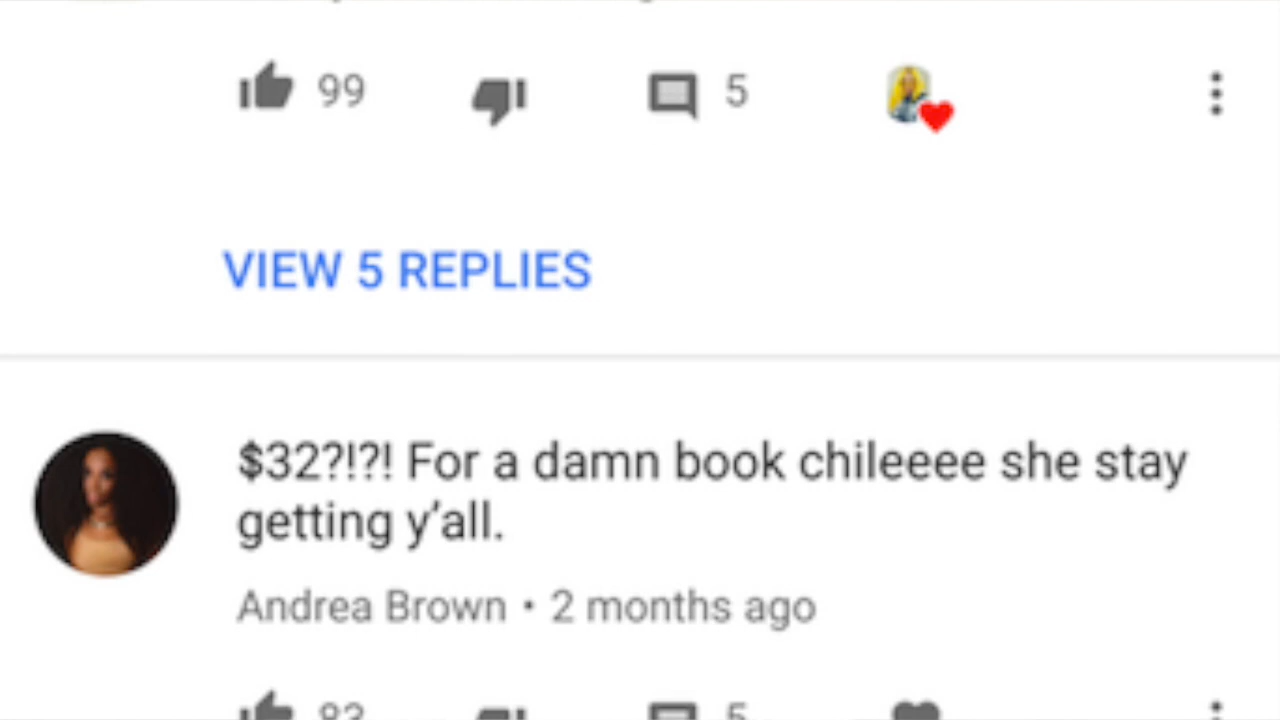 99 5
VIEW 5 REPLIES
$32?!?! For a damn book chileeee she stay
getting y’all.
Andrea Brown • 2 months ago
83 5